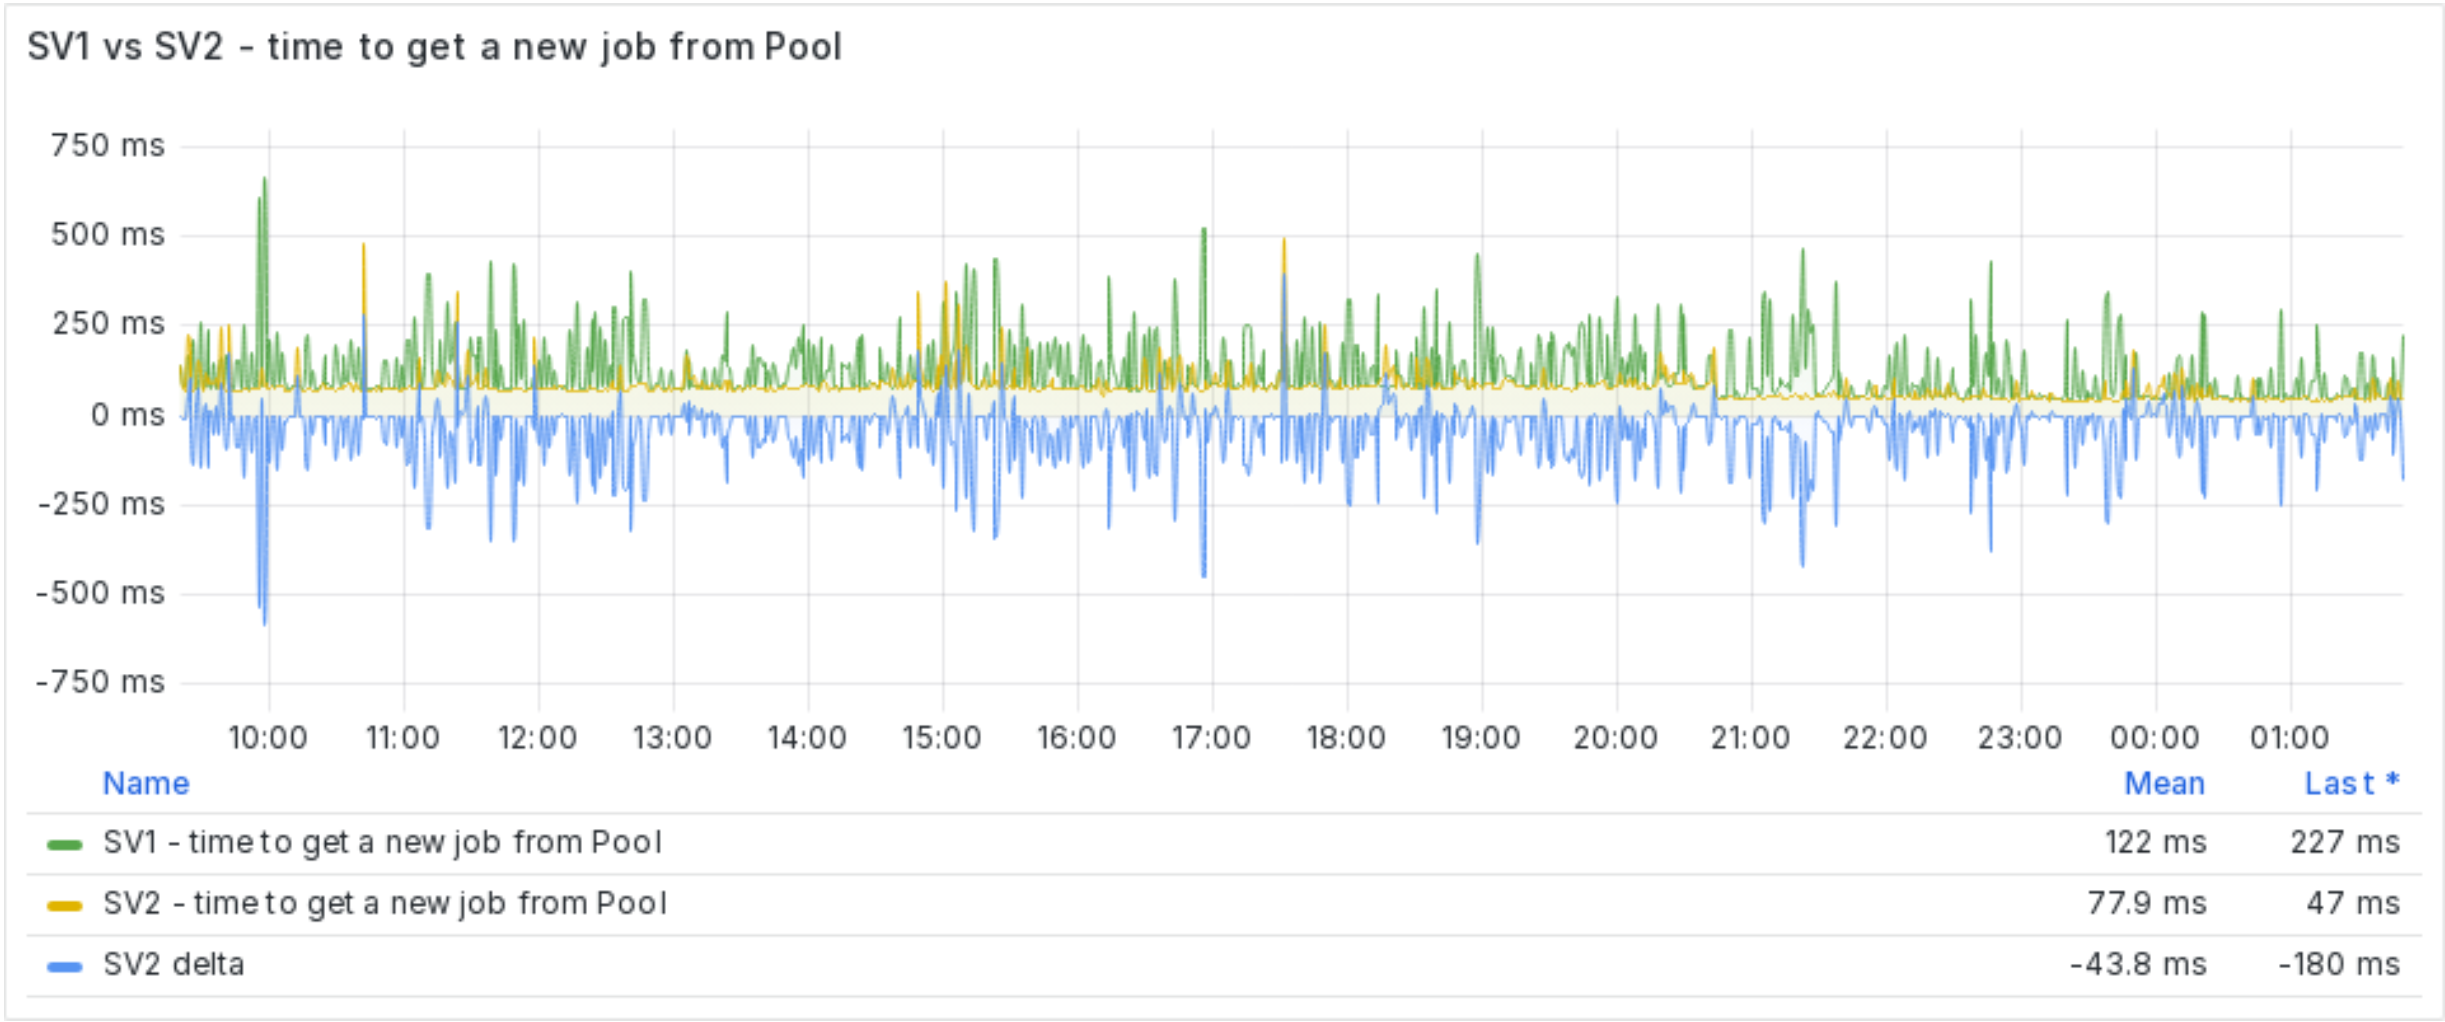 SV1 vs SV2 - time to get a new job from Pool
750 ms
500 ms
250 ms
0 ms
-250 ms
-500 ms
-750 ms
10:00 11:00 12:00 13:00 14:00 15:00 16:00 17:00 18:00 19:00 20:00 21:00 22:00 23:00 00:00 01:00
Name Mean Last *
SV1 - time to get a new job from Pool 122 ms 227 ms
SV2 - time to get a new job from Pool 77.9 ms 47 ms
SV2 delta -43.8 ms -180 ms